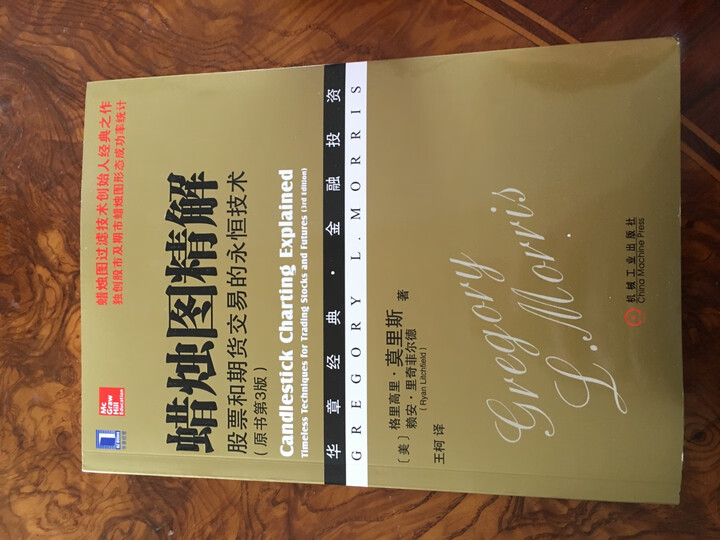 蜡烛图过滤技术创始人经典之作
独创股市及期市蜡烛图形态成功率统计
Mc
Graw
Hill
Education
蜡烛图精解
股票和期货交易的永恒技术
(原书第3版)
Candlestick Charting Explained
Timeless Techniques for Trading Stocks and Futures (3rd Edition)
华章经典·金融投资
GREGORY L. MORRIS
[美] 格里高里·莫里斯 著
赖安·里奇菲尔德
(Ryan Litchfield)
王柯 译
Gregory
L. Morris
机械工业出版社
China Machine Press